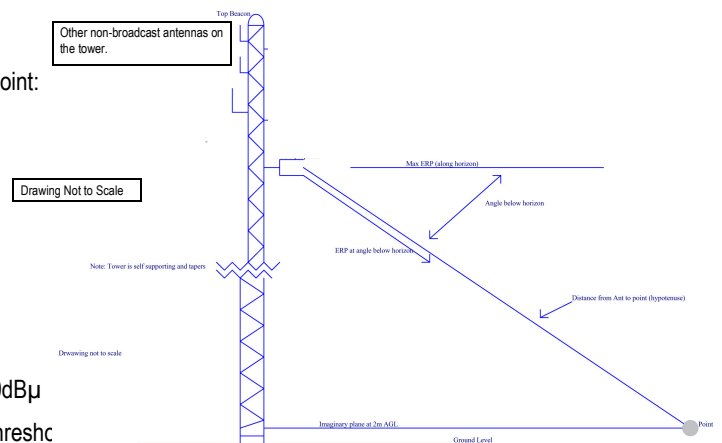 Top Beacon
Other non-broadcast antennas on
the tower.
oint:
Max ERP (along horizon)
Drawing Not to Scale
Angle below horizon
ERP at angle below horizon
Note: Tower is self supporting and tapers
Distance from Ant to point (hypotenuse)
Drwawing not to scale
dBµ
Imaginary plane at 2m AGL
Point
hresho
Ground Level